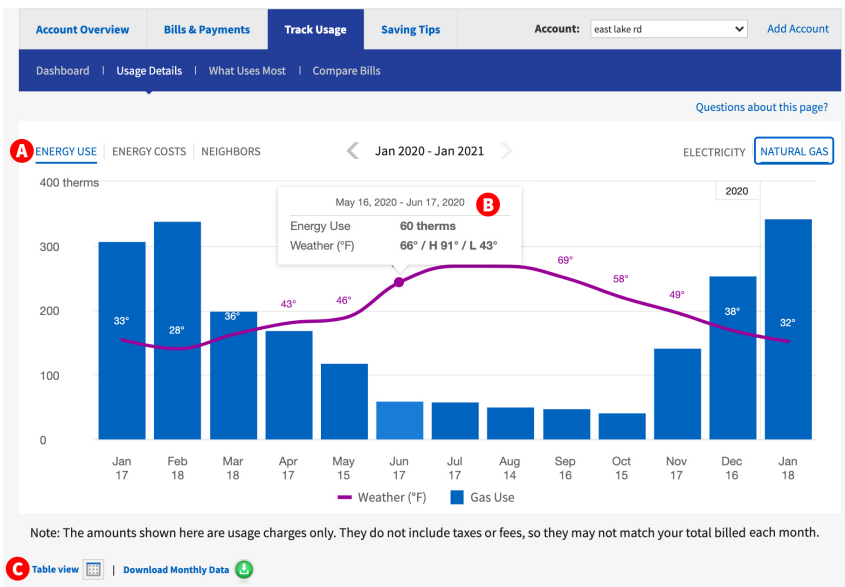 Account Overview Bills & Payments Track Usage Saving Tips Account: east lake rd Add Account
Dashboard | Usage Details | What Uses Most | Compare Bills
Questions about this page?
A ENERGY USE ENERGY COSTS NEIGHBORS Jan 2020 - Jan 2021 ELECTRICITY NATURAL GAS
400 therms
2020
May 16, 2020 - Jun 17, 2020 B
Energy Use 60 therms
Weather (°F) 66° / H 91° / L 43°
300
200
100
0
33° 28° 36° 43° 46° 69° 58° 49° 38° 32°
Jan Feb Mar Apr May Jun Jul Aug Sep Oct Nov Dec Jan
17 18 18 17 15 17 17 14 16 15 17 16 18
Weather (°F) Gas Use
Note: The amounts shown here are usage charges only. They do not include taxes or fees, so they may not match your total billed each month.
C Table view | Download Monthly Data